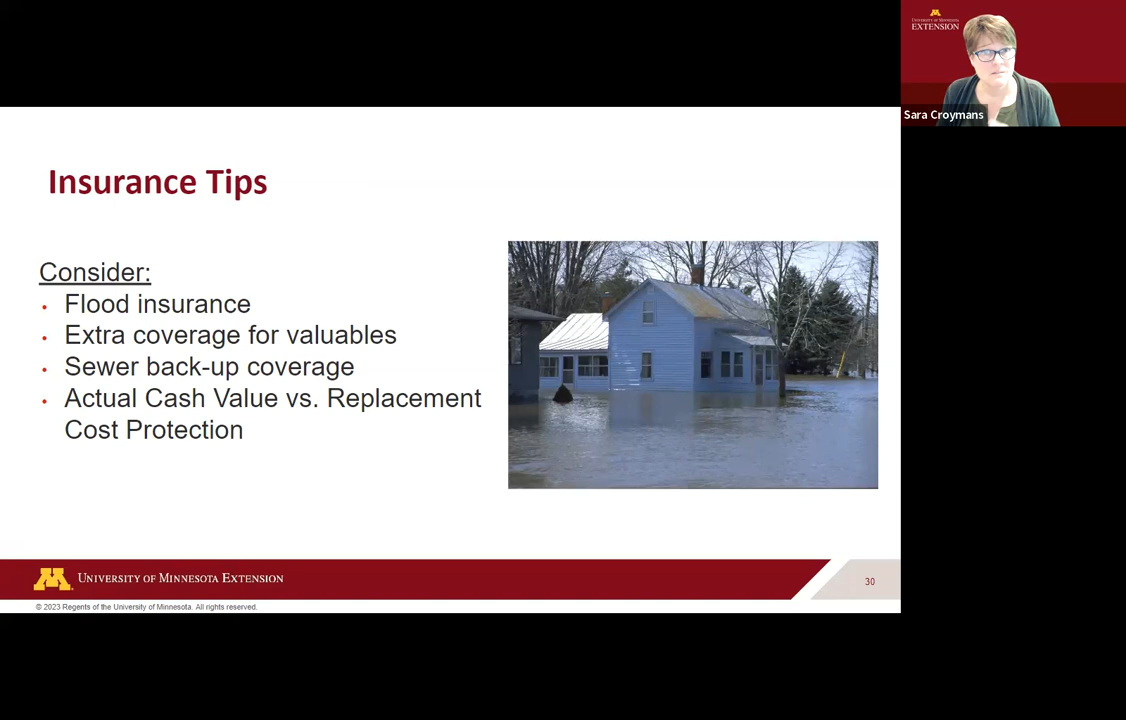 UNIVERSITY OF MINNESOTA
EXTENSION
Sara Croymans
Insurance Tips
Consider:
• Flood insurance
• Extra coverage for valuables
• Sewer back-up coverage
• Actual Cash Value vs. Replacement
Cost Protection
UNIVERSITY OF MINNESOTA EXTENSION
30
© 2023 Regents of the University of Minnesota. All rights reserved.